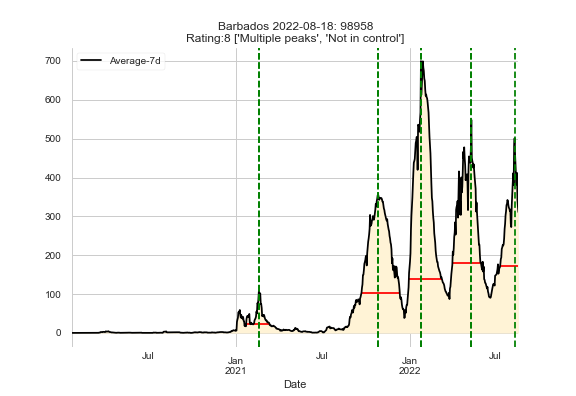 Barbados 2022-08-18: 98958
Rating:8 ['Multiple peaks', 'Not in control']
Average-7d
700
600
500
400
300
200
100
0
Jul
Jan
2021
Jul
Jan
2022
Jul
Date